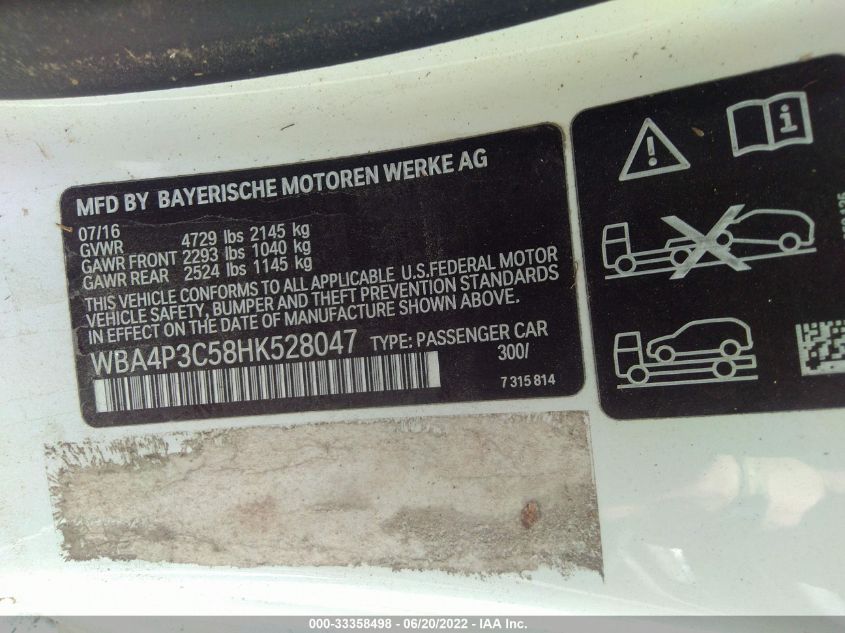 MFD BY BAYERISCHE MOTOREN WERKE AG
07/16
GVWR 4729 lbs 2145 kg
GAWR FRONT 2293 lbs 1040 kg
GAWR REAR 2524 lbs 1145 kg
THIS VEHICLE CONFORMS TO ALL APPLICABLE U.S.FEDERAL MOTOR
VEHICLE SAFETY, BUMPER AND THEFT PREVENTION STANDARDS
IN EFFECT ON THE DATE OF MANUFACTURE SHOWN ABOVE.
WBA4P3C58HK528047 TYPE: PASSENGER CAR
300/
7 315 814
000-33358498 - 06/20/2022 - IAA Inc.